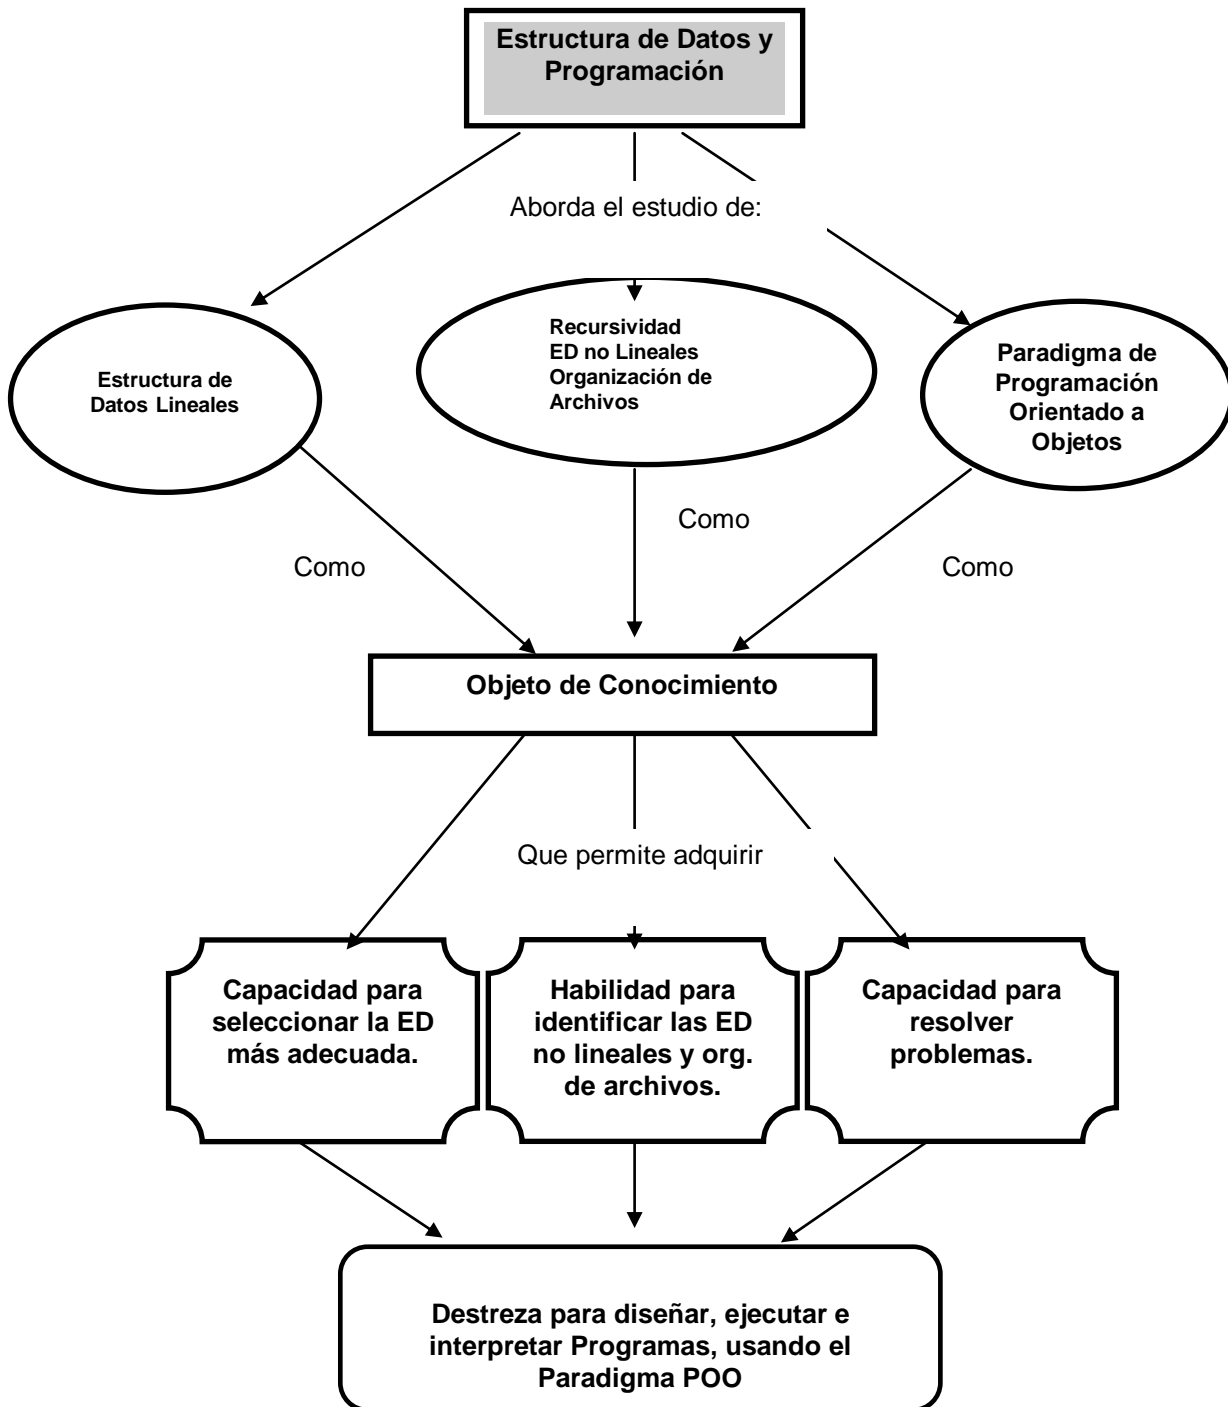 Estructura de Datos y
Programación
Aborda el estudio de:
Estructura de
Datos Lineales
Recursividad
ED no Lineales
Organización de
Archivos
Paradigma de
Programación
Orientado a
Objetos
Como
Como
Como
Objeto de Conocimiento
Que permite adquirir
Capacidad para
seleccionar la ED
más adecuada.
Habilidad para
identificar las ED
no lineales y org.
de archivos.
Capacidad para
resolver
problemas.
Destreza para diseñar, ejecutar e
interpretar Programas, usando el
Paradigma POO